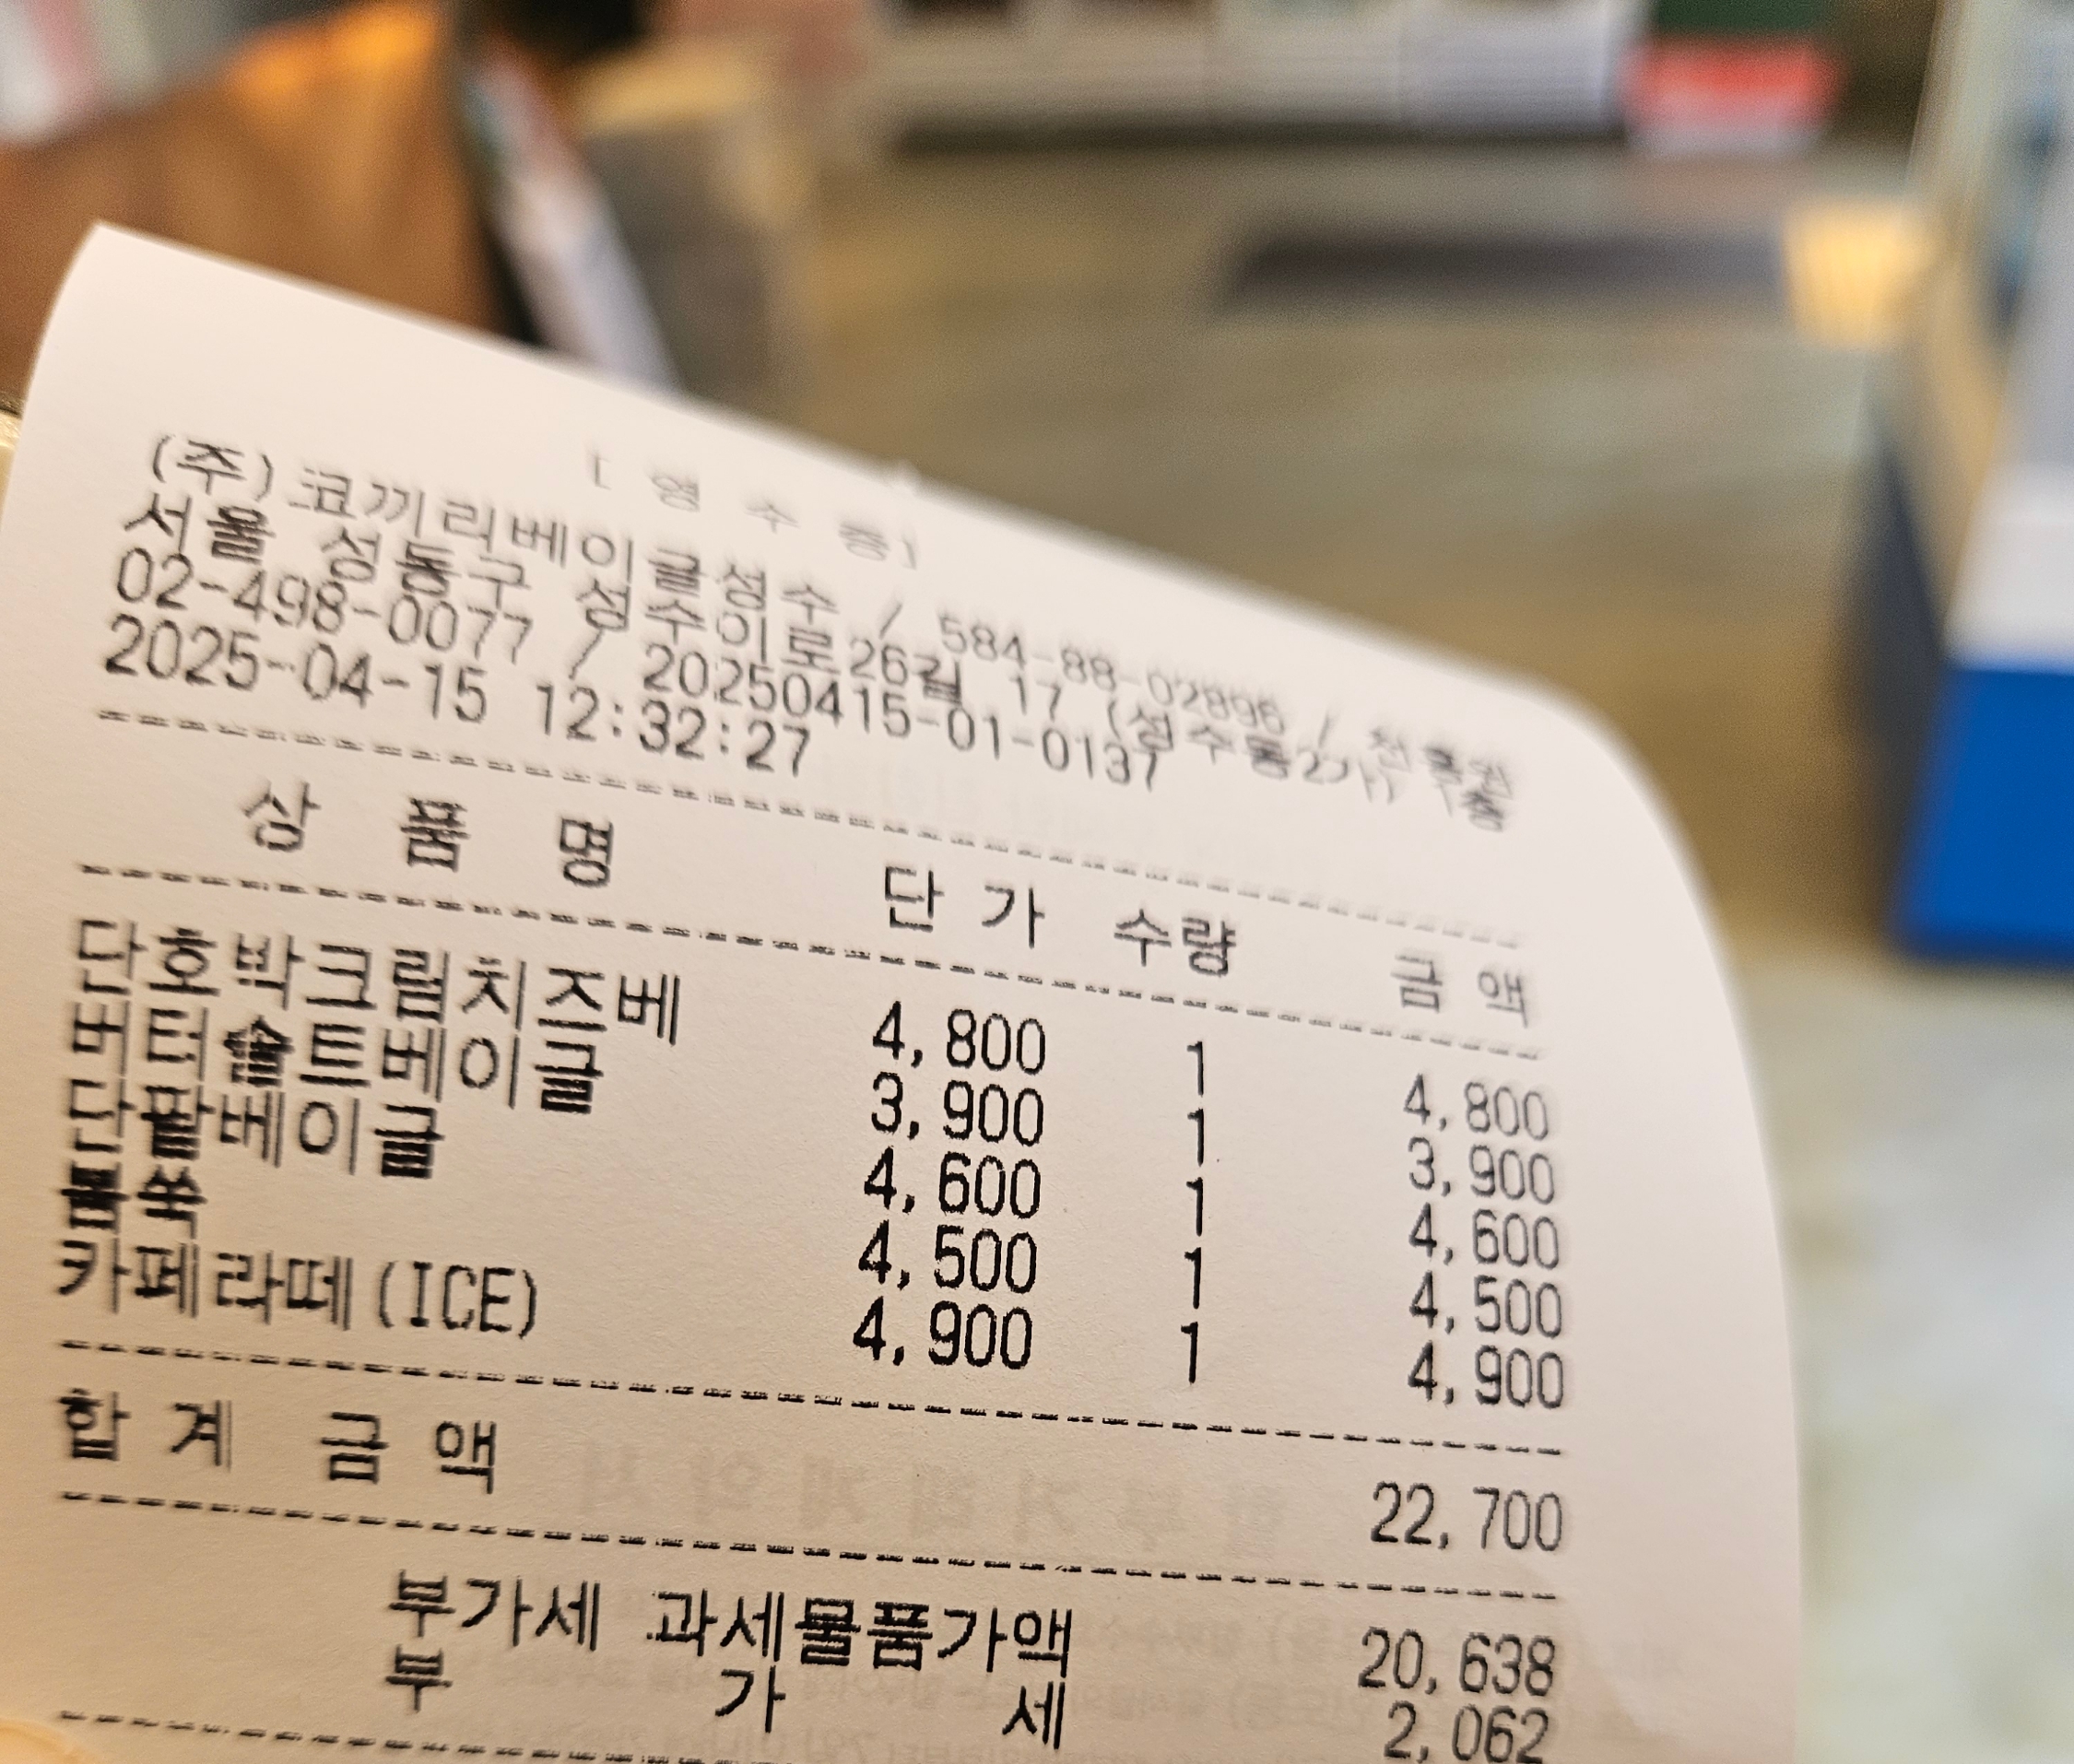 [ 영 수 증]
(주)코끼리베이글성수 / 584-88-02896 / 천홍권
서울 성동구 성수이로26길 17 (성수동2가) 1층
02-498-0077 / 20250415-01-0137
2025-04-15 12:32:27
상 품 명 단 가 수량 금 액
단호박크림치즈베 4,800 1 4,800
버터솔트베이글 3,900 1 3,900
단팥베이글 4,600 1 4,600
4,500 1 4,500
카페라떼(ICE) 4,900 1 4,900
합 계 금 액 22,700
부가세 과세물품가액 20,638
부 가 세 2,062